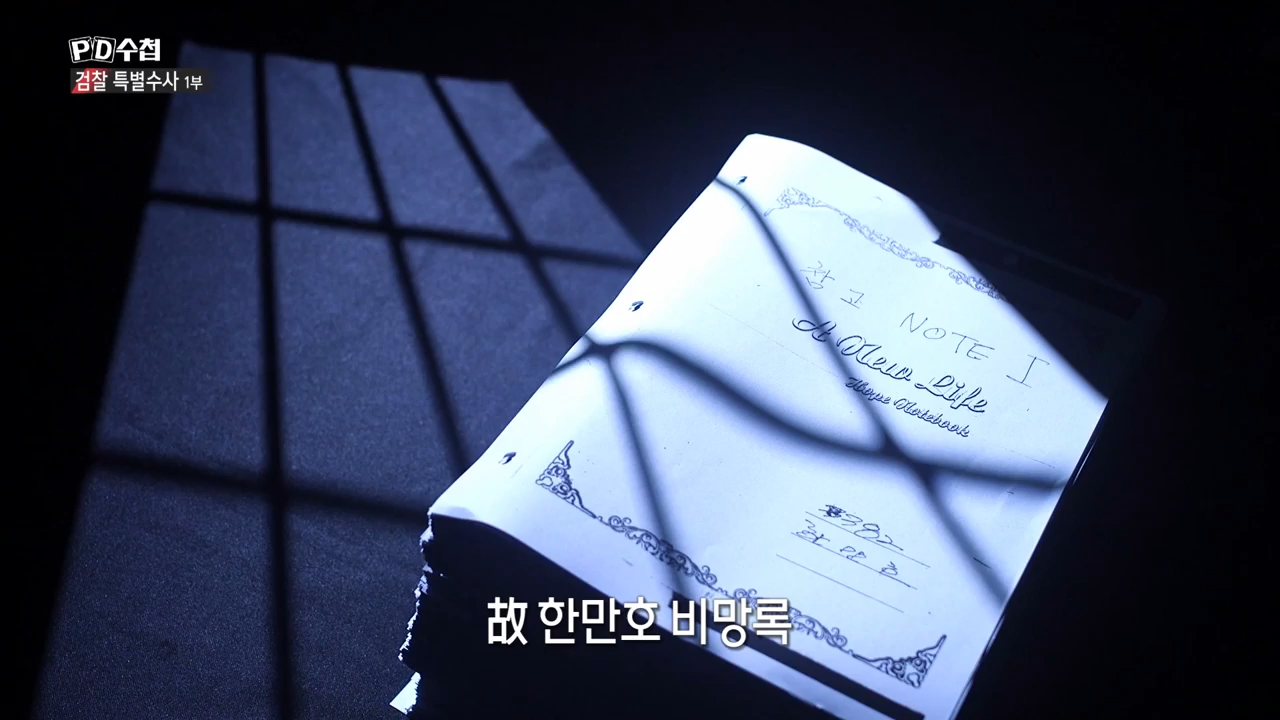 PD수첩
검찰 특별수사 1부
참고 NOTE I
A New Life
Hope Notebook
한만호
故 한만호 비망록